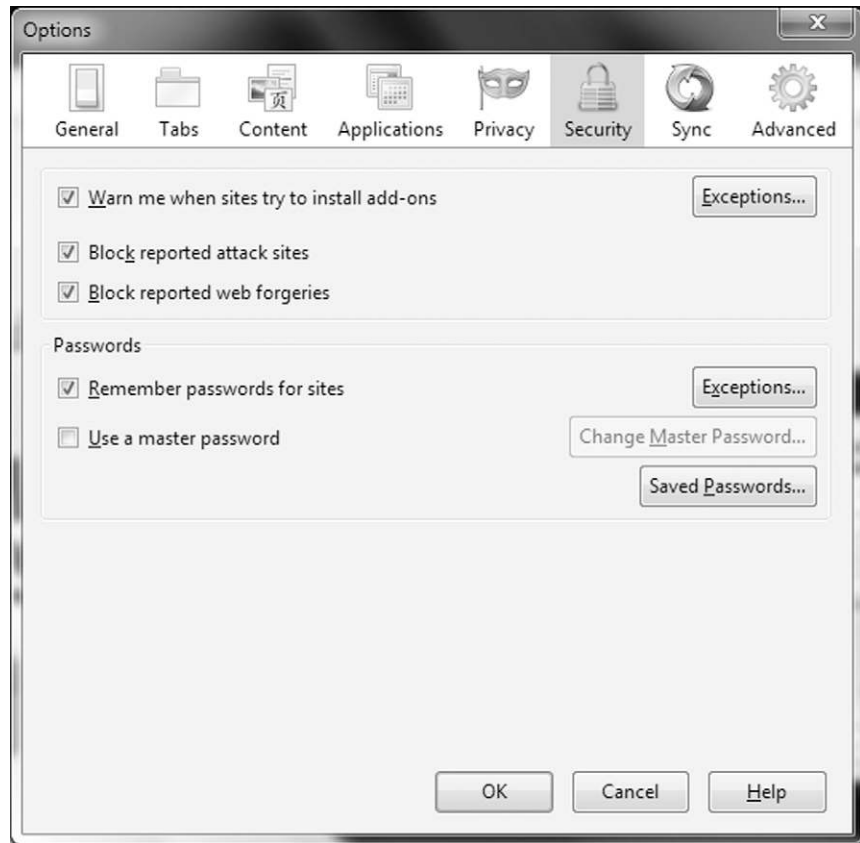 Options
General Tabs Content Applications Privacy Security Sync Advanced
页
Warn me when sites try to install add-ons Exceptions...
Block reported attack sites
Block reported web forgeries
Passwords
Remember passwords for sites Exceptions...
Use a master password Change Master Password...
Saved Passwords...
OK Cancel Help